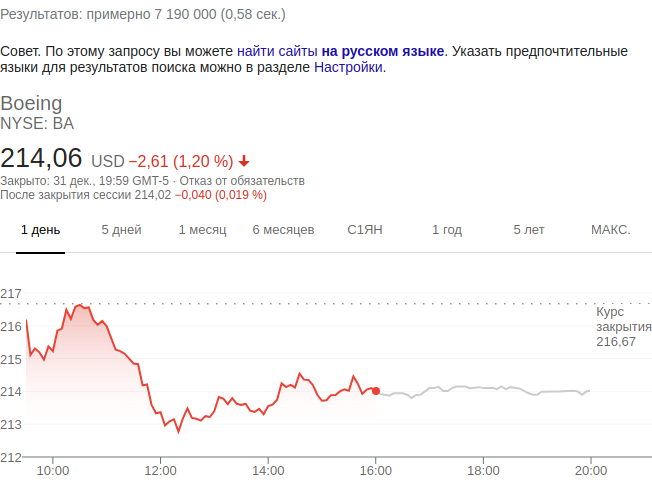 Результатов: примерно 7 190 000 (0,58 сек.)
Совет. По этому запросу вы можете найти сайты на русском языке. Указать предпочтительные
языки для результатов поиска можно в разделе Настройки.
Boeing
NYSE: BA
214,06 USD −2,61 (1,20 %)
Закрыто: 31 дек., 19:59 GMT-5 · Отказ от обязательств
После закрытия сессии 214,02 −0,040 (0,019 %)
1 день 5 дней 1 месяц 6 месяцев С1ЯН 1 год 5 лет МАКС.
217
Курс
закрытия
216,67
216
215
214
213
212
10:00 12:00 14:00 16:00 18:00 20:00